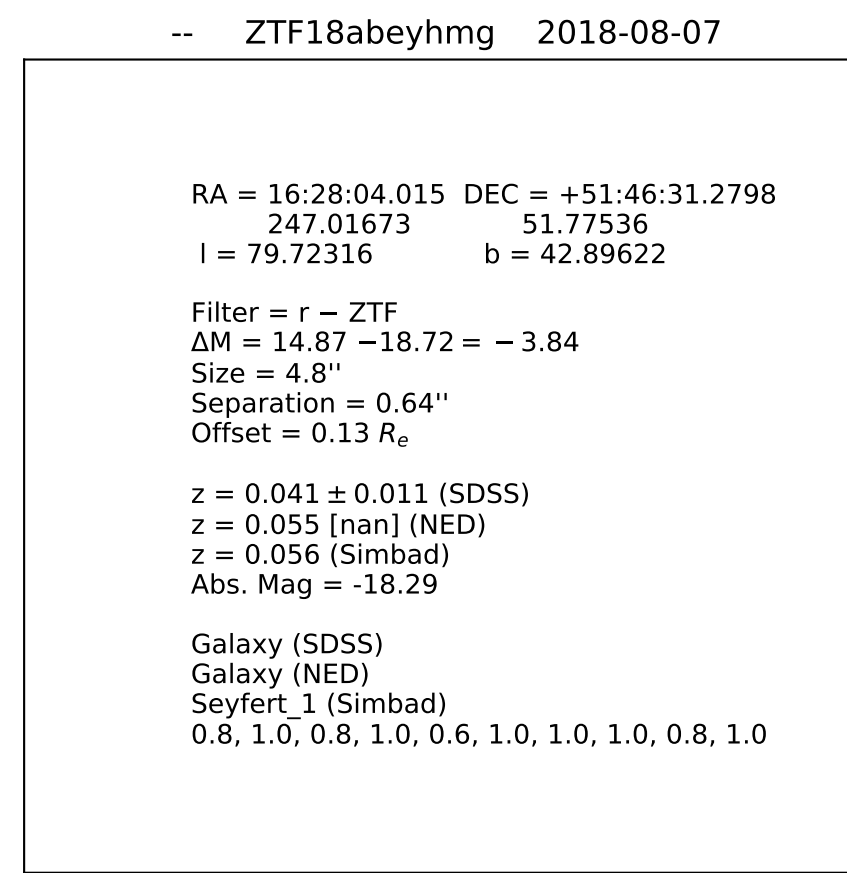 -- ZTF18abeyhmg 2018-08-07
RA = 16:28:04.015 DEC = +51:46:31.2798
247.01673 51.77536
l = 79.72316 b = 42.89622
Filter = r − ZTF
ΔM = 14.87 −18.72 = − 3.84
Size = 4.8''
Separation = 0.64''
Offset = 0.13 Rₑ
z = 0.041 ± 0.011 (SDSS)
z = 0.055 [nan] (NED)
z = 0.056 (Simbad)
Abs. Mag = -18.29
Galaxy (SDSS)
Galaxy (NED)
Seyfert_1 (Simbad)
0.8, 1.0, 0.8, 1.0, 0.6, 1.0, 1.0, 1.0, 0.8, 1.0